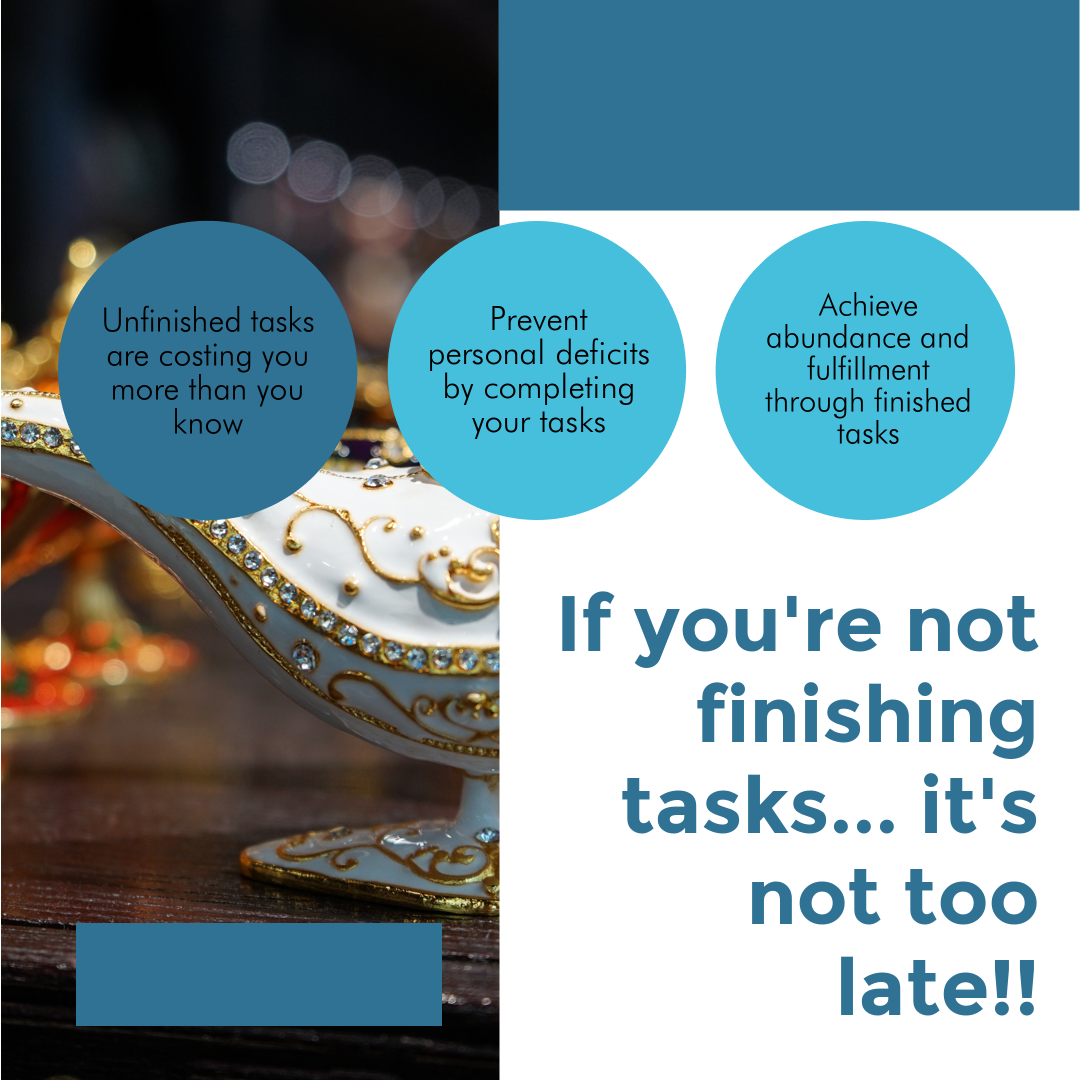 Unfinished tasks
are costing you
more than you
know
Prevent
personal deficits
by completing
your tasks
Achieve
abundance and
fulfillment
through finished
tasks
If you're not
finishing
tasks... it's
not too
late!!